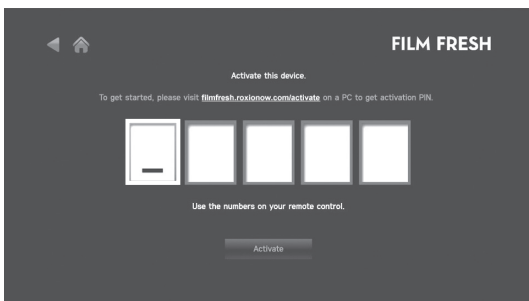 FILM FRESH
Activate this device.
To get started, please visit filmfresh.roxionow.com/activate on a PC to get activation PIN.
Use the numbers on your remote control.
Activate